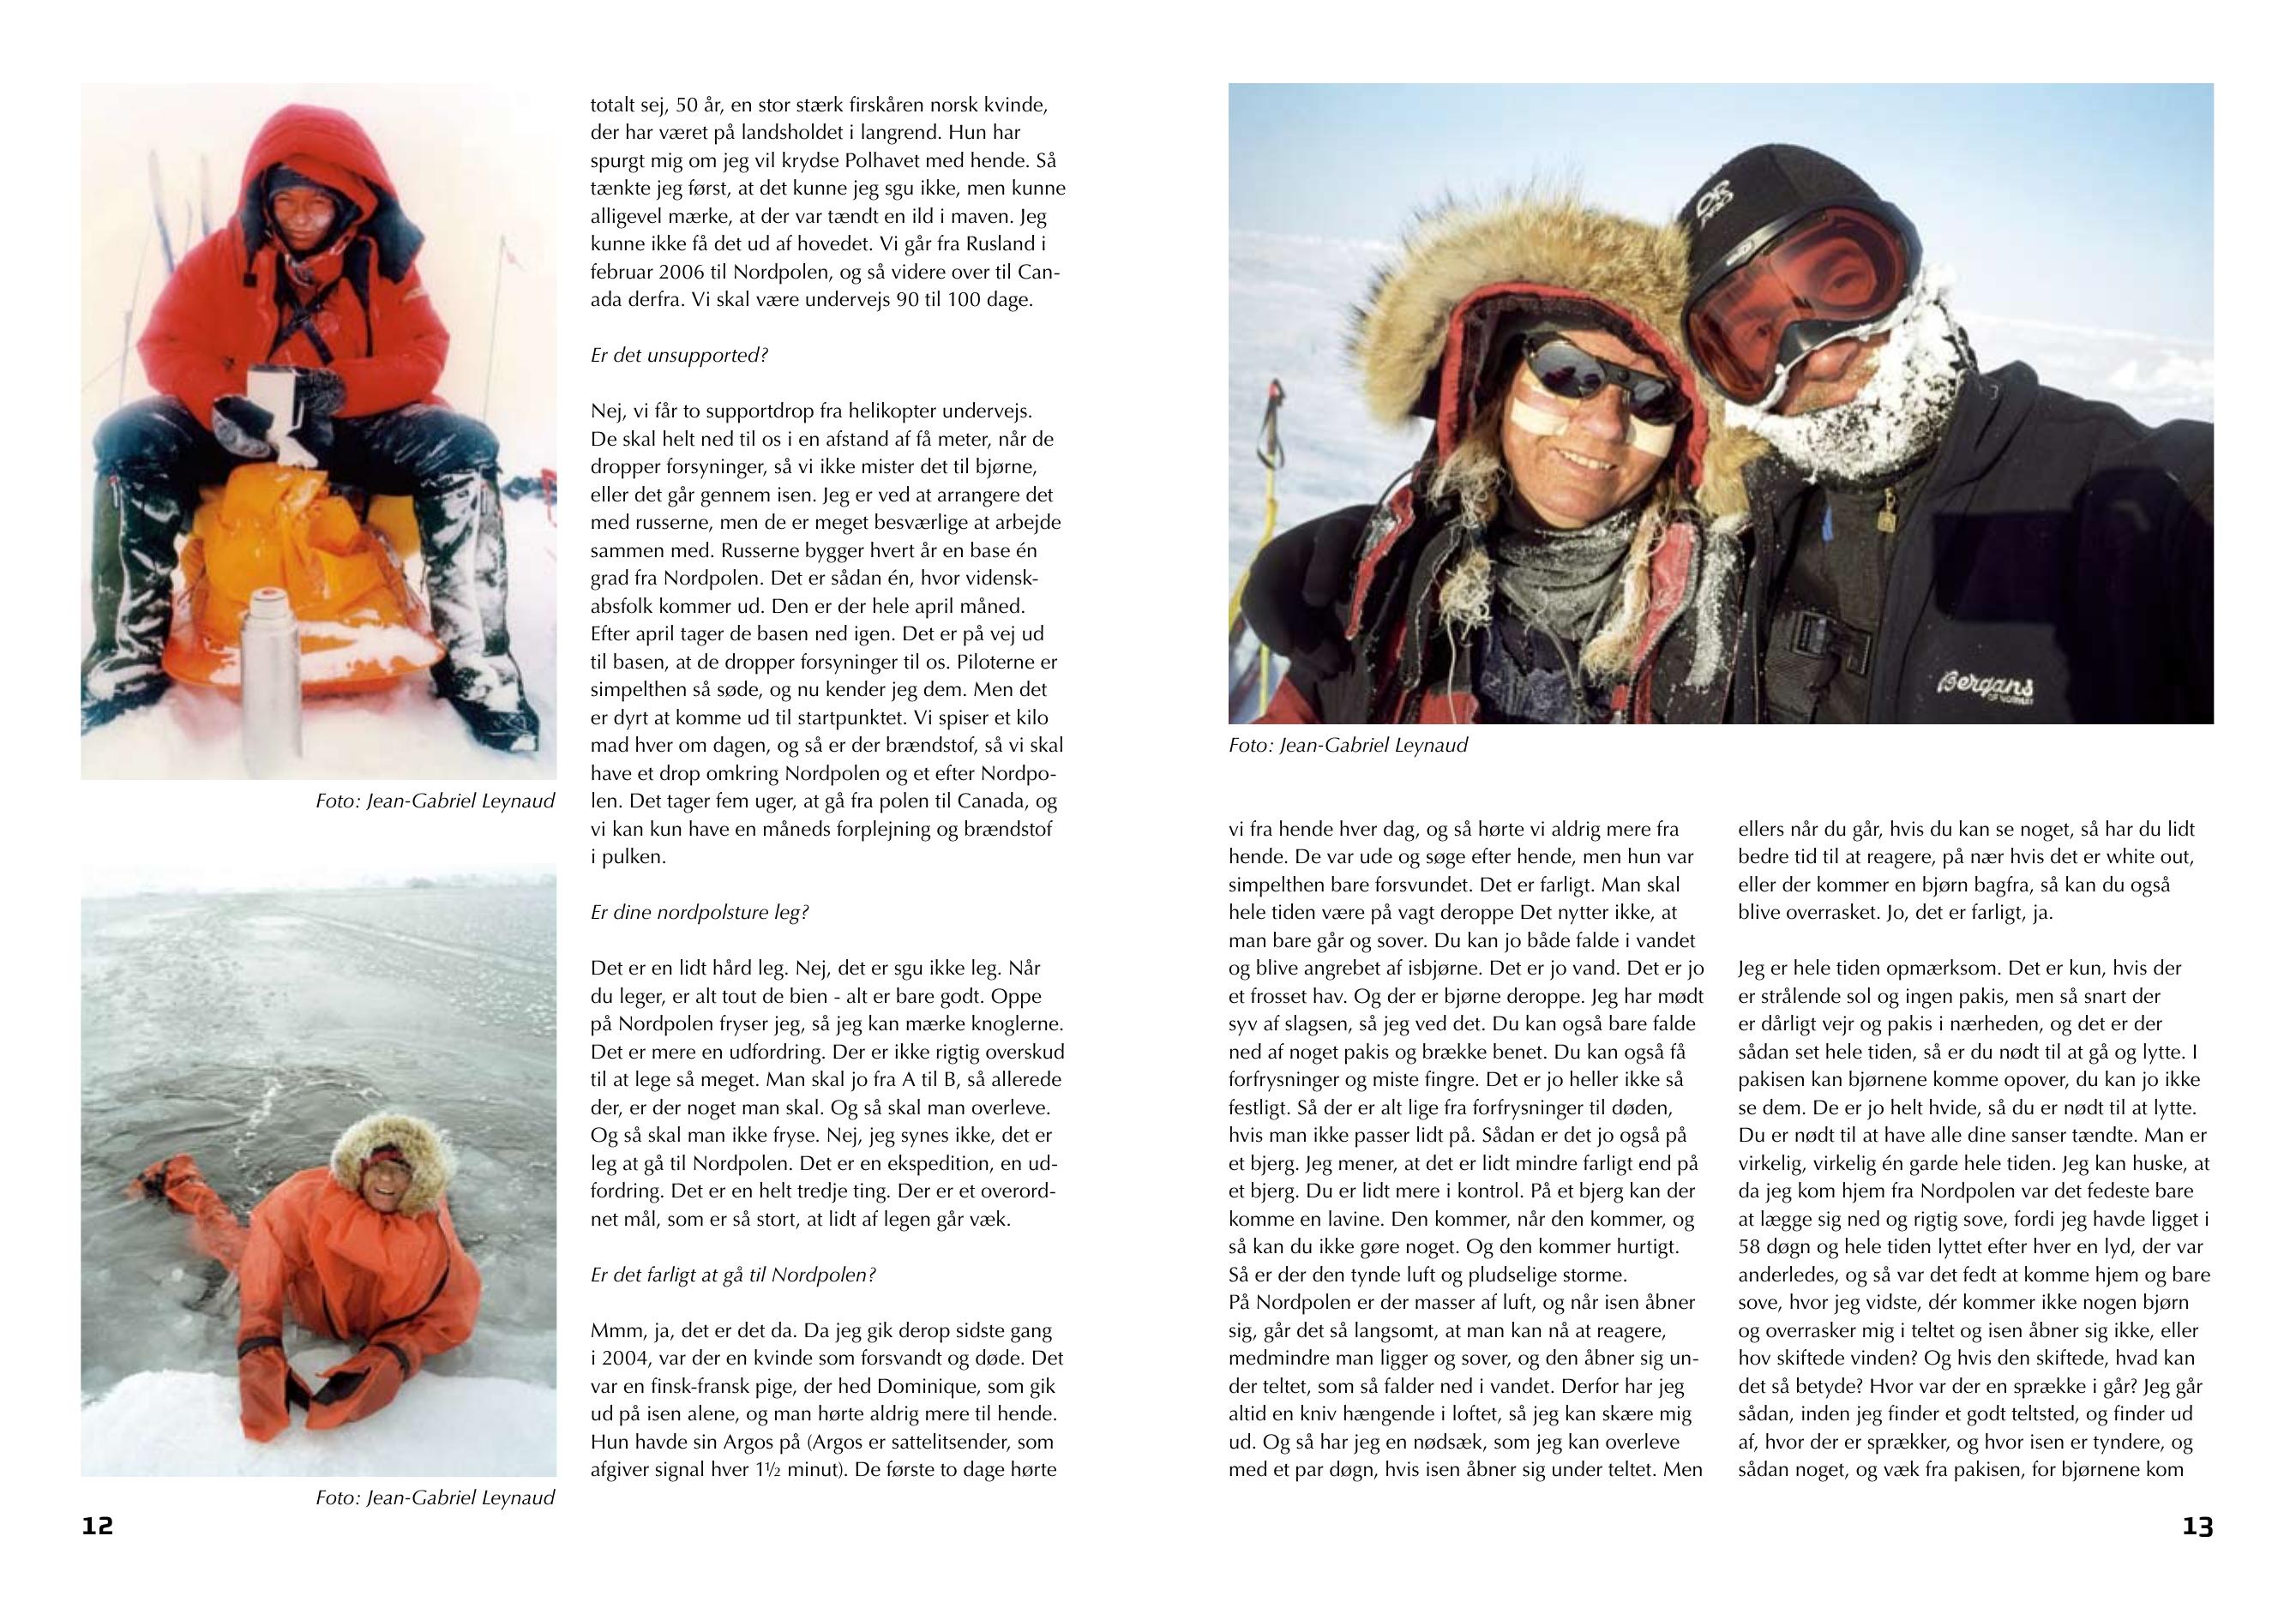 totalt sej, 50 år, en stor stærk firskåren norsk kvinde,
der har været på landsholdet i langrend. Hun har
spurgt mig om jeg vil krydse Polhavet med hende. Så
tænkte jeg først, at det kunne jeg sgu ikke, men kunne
alligevel mærke, at der var tændt en ild i maven. Jeg
kunne ikke få det ud af hovedet. Vi går fra Rusland i
februar 2006 til Nordpolen, og så videre over til Can-
ada derfra. Vi skal være undervejs 90 til 100 dage.
Er det unsupported?
Nej, vi får to supportdrop fra helikopter undervejs.
De skal helt ned til os i en afstand af få meter, når de
dropper forsyninger, så vi ikke mister det til bjørne,
eller det går gennem isen. Jeg er ved at arrangere det
med russerne, men de er meget besværlige at arbejde
sammen med. Russerne bygger hvert år en base én
grad fra Nordpolen. Det er sådan én, hvor vidensk-
absfolk kommer ud. Den er der hele april måned.
Efter april tager de basen ned igen. Det er på vej ud
til basen, at de dropper forsyninger til os. Piloterne er
simpelthen så søde, og nu kender jeg dem. Men det
er dyrt at komme ud til startpunktet. Vi spiser et kilo
mad hver om dagen, og så er der brændstof, så vi skal
have et drop omkring Nordpolen og et efter Nordpo-
len. Det tager fem uger, at gå fra polen til Canada, og
vi kan kun have en måneds forplejning og brændstof
i pulken.
Er dine nordpolsture leg?
Det er en lidt hård leg. Nej, det er sgu ikke leg. Når
du leger, er alt tout de bien - alt er bare godt. Oppe
på Nordpolen fryser jeg, så jeg kan mærke knoglerne.
Det er mere en udfordring. Der er ikke rigtig overskud
til at lege så meget. Man skal jo fra A til B, så allerede
der, er der noget man skal. Og så skal man overleve.
Og så skal man ikke fryse. Nej, jeg synes ikke, det er
leg at gå til Nordpolen. Det er en ekspedition, en ud-
fordring. Det er en helt tredje ting. Der er et overord-
net mål, som er så stort, at lidt af legen går væk.
Er det farligt at gå til Nordpolen?
Mmm, ja, det er det da. Da jeg gik derop sidste gang
i 2004, var der en kvinde som forsvandt og døde. Det
var en finsk-fransk pige, der hed Dominique, som gik
ud på isen alene, og man hørte aldrig mere til hende.
Hun havde sin Argos på (Argos er sattelitsender, som
afgiver signal hver 1½ minut). De første to dage hørte
Foto: Jean-Gabriel Leynaud
Foto: Jean-Gabriel Leynaud
12
OR
Bergans
OF NORWAY
Foto: Jean-Gabriel Leynaud
vi fra hende hver dag, og så hørte vi aldrig mere fra
hende. De var ude og søge efter hende, men hun var
simpelthen bare forsvundet. Det er farligt. Man skal
hele tiden være på vagt deroppe Det nytter ikke, at
man bare går og sover. Du kan jo både falde i vandet
og blive angrebet af isbjørne. Det er jo vand. Det er jo
et frosset hav. Og der er bjørne deroppe. Jeg har mødt
syv af slagsen, så jeg ved det. Du kan også bare falde
ned af noget pakis og brække benet. Du kan også få
forfrysninger og miste fingre. Det er jo heller ikke så
festligt. Så der er alt lige fra forfrysninger til døden,
hvis man ikke passer lidt på. Sådan er det jo også på
et bjerg. Jeg mener, at det er lidt mindre farligt end på
et bjerg. Du er lidt mere i kontrol. På et bjerg kan der
komme en lavine. Den kommer, når den kommer, og
så kan du ikke gøre noget. Og den kommer hurtigt.
Så er der den tynde luft og pludselige storme.
På Nordpolen er der masser af luft, og når isen åbner
sig, går det så langsomt, at man kan nå at reagere,
medmindre man ligger og sover, og den åbner sig un-
der teltet, som så falder ned i vandet. Derfor har jeg
altid en kniv hængende i loftet, så jeg kan skære mig
ud. Og så har jeg en nødsæk, som jeg kan overleve
med et par døgn, hvis isen åbner sig under teltet. Men
ellers når du går, hvis du kan se noget, så har du lidt
bedre tid til at reagere, på nær hvis det er white out,
eller der kommer en bjørn bagfra, så kan du også
blive overrasket. Jo, det er farligt, ja.
Jeg er hele tiden opmærksom. Det er kun, hvis der
er strålende sol og ingen pakis, men så snart der
er dårligt vejr og pakis i nærheden, og det er der
sådan set hele tiden, så er du nødt til at gå og lytte. I
pakisen kan bjørnene komme opover, du kan jo ikke
se dem. De er jo helt hvide, så du er nødt til at lytte.
Du er nødt til at have alle dine sanser tændte. Man er
virkelig, virkelig én garde hele tiden. Jeg kan huske, at
da jeg kom hjem fra Nordpolen var det fedeste bare
at lægge sig ned og rigtig sove, fordi jeg havde ligget i
58 døgn og hele tiden lyttet efter hver en lyd, der var
anderledes, og så var det fedt at komme hjem og bare
sove, hvor jeg vidste, dér kommer ikke nogen bjørn
og overrasker mig i teltet og isen åbner sig ikke, eller
hov skiftede vinden? Og hvis den skiftede, hvad kan
det så betyde? Hvor var der en sprække i går? Jeg går
sådan, inden jeg finder et godt teltsted, og finder ud
af, hvor der er sprækker, og hvor isen er tyndere, og
sådan noget, og væk fra pakisen, for bjørnene kom
13